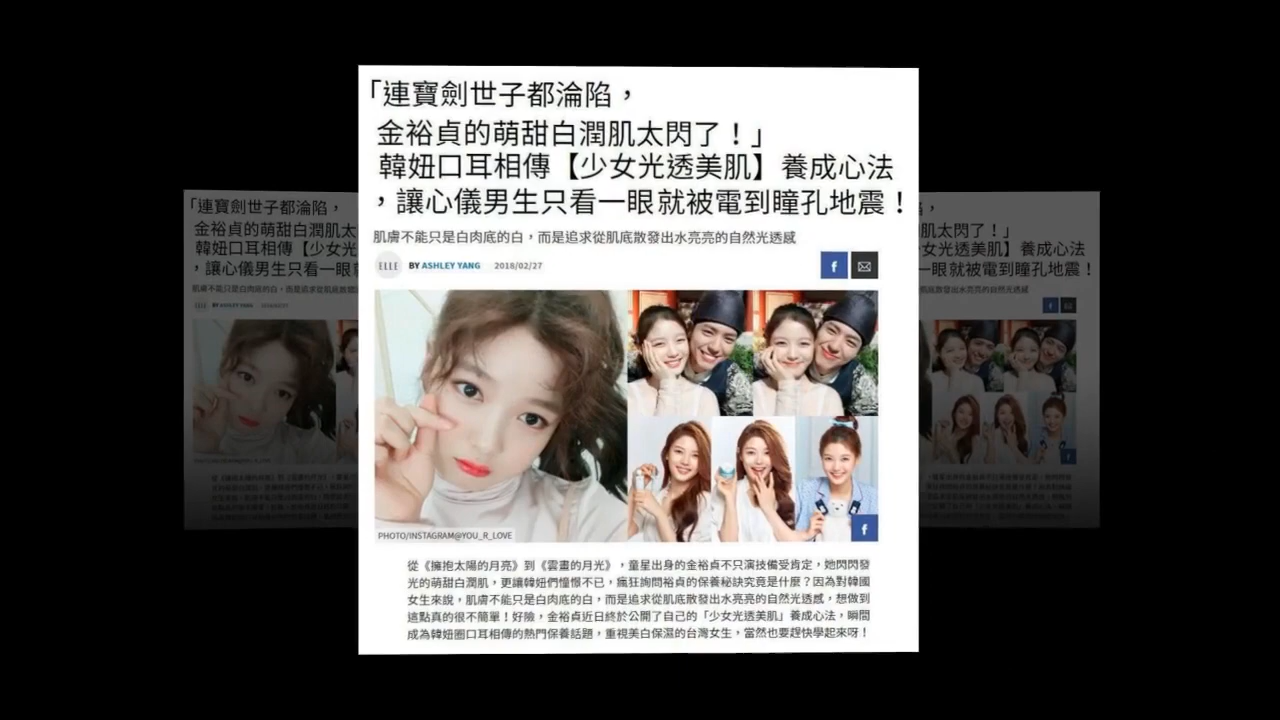 「連寶劍世子都淪陷，
金裕貞的萌甜白潤肌太閃了！」
韓妞口耳相傳【少女光透美肌】養成心法
，讓心儀男生只看一眼就被電到瞳孔地震！
肌膚不能只是白肉底的白，而是追求從肌底散發出水亮亮的自然光透感
ELLE BY ASHLEY YANG 2018/02/27
PHOTO/INSTAGRAM@YOU_R_LOVE
從《擁抱太陽的月亮》到《雲畫的月光》，童星出身的金裕貞不只演技備受肯定，她閃閃發
光的萌甜白潤肌，更讓韓妞們憧憬不已，瘋狂詢問裕貞的保養秘訣究竟是什麼？因為對韓國
女生來說，肌膚不能只是白肉底的白，而是追求從肌底散發出水亮亮的自然光透感，想做到
這點真的很不簡單！好險，金裕貞近日終於公開了自己的「少女光透美肌」養成心法，瞬間
成為韓妞圈口耳相傳的熱門保養話題，重視美白保濕的台灣女生，當然也要趕快學起來呀！